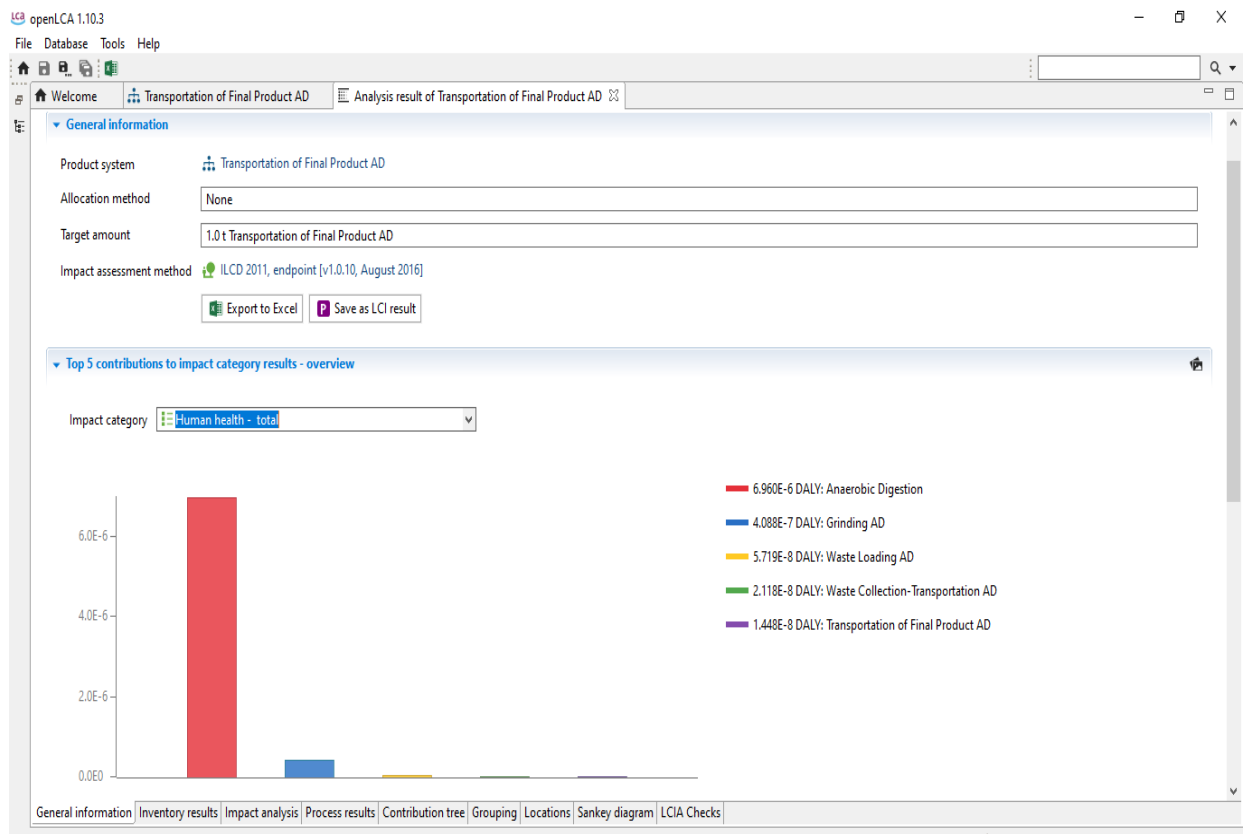 LCa openLCA 1.10.3
File Database Tools Help
Welcome Transportation of Final Product AD Analysis result of Transportation of Final Product AD
General information
Product system Transportation of Final Product AD
Allocation method None
Target amount 1.0 t Transportation of Final Product AD
Impact assessment method ILCD 2011, endpoint [v1.0.10, August 2016]
Export to Excel P Save as LCI result
Top 5 contributions to impact category results - overview
Impact category Human health - total
6.960E-6 DALY: Anaerobic Digestion
4.088E-7 DALY: Grinding AD
5.719E-8 DALY: Waste Loading AD
2.118E-8 DALY: Waste Collection-Transportation AD
1.448E-8 DALY: Transportation of Final Product AD
6.0E-6
4.0E-6
2.0E-6
0.0E0
General information Inventory results Impact analysis Process results Contribution tree Grouping Locations Sankey diagram LCIA Checks